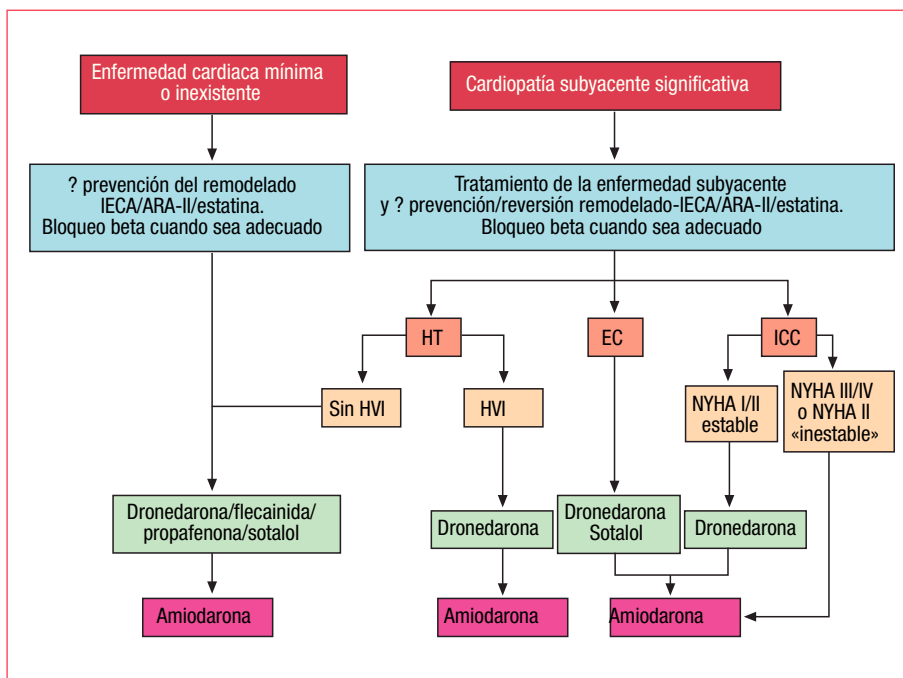 Enfermedad cardiaca mínima
o inexistente
Cardiopatía subyacente significativa
? prevención del remodelado
IECA/ARA-II/estatina.
Bloqueo beta cuando sea adecuado
Tratamiento de la enfermedad subyacente
y ? prevención/reversión remodelado-IECA/ARA-II/estatina.
Bloqueo beta cuando sea adecuado
HT
EC
ICC
Sin HVI
HVI
NYHA I/II
estable
NYHA III/IV
o NYHA II
«inestable»
Dronedarona/flecainida/
propafenona/sotalol
Dronedarona
Dronedarona
Sotalol
Dronedarona
Amiodarona
Amiodarona
Amiodarona